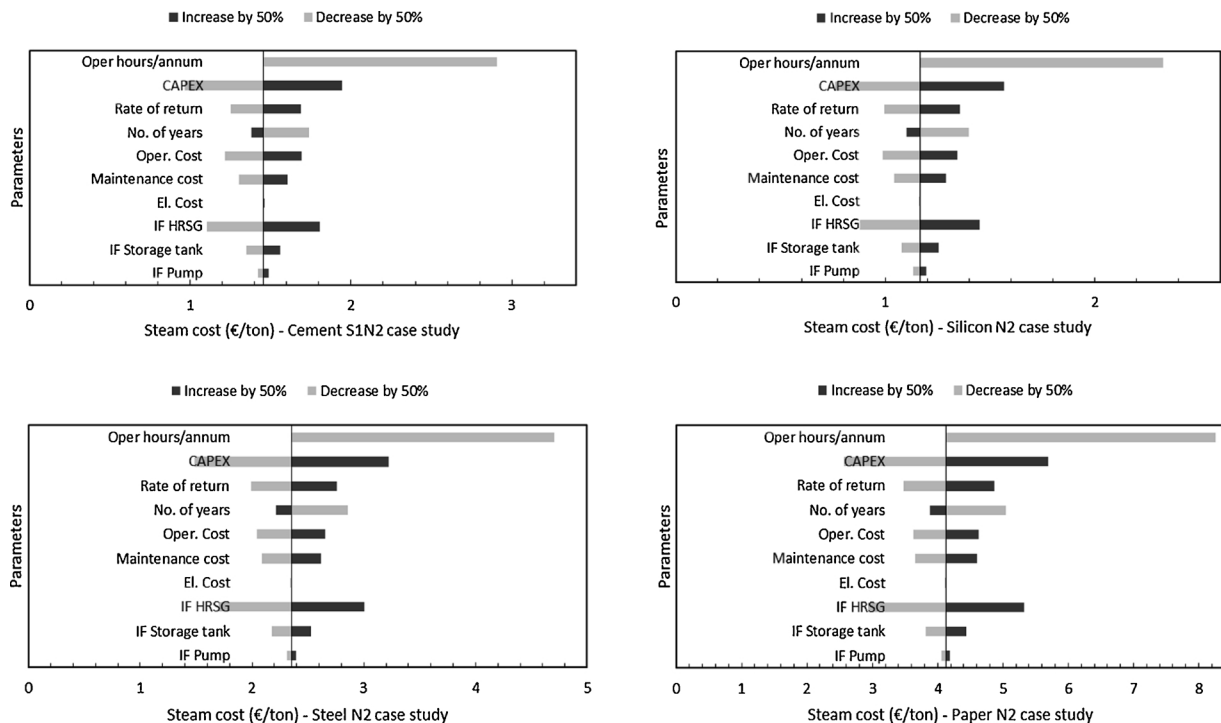 Increase by 50% Decrease by 50%
Parameters
Oper hours/annum
CAPEX
Rate of return
No. of years
Oper. Cost
Maintenance cost
El. Cost
IF HRSG
IF Storage tank
IF Pump
0 1 2 3
Steam cost (€/ton) - Cement S1N2 case study
Increase by 50% Decrease by 50%
Parameters
Oper hours/annum
CAPEX
Rate of return
No. of years
Oper. Cost
Maintenance cost
El. Cost
IF HRSG
IF Storage tank
IF Pump
0 1 2
Steam cost (€/ton) - Silicon N2 case study
Increase by 50% Decrease by 50%
Parameters
Oper hours/annum
CAPEX
Rate of return
No. of years
Oper. Cost
Maintenance cost
El. Cost
IF HRSG
IF Storage tank
IF Pump
0 1 2 3 4 5
Steam cost (€/ton) - Steel N2 case study
Increase by 50% Decrease by 50%
Parameters
Oper hours/annum
CAPEX
Rate of return
No. of years
Oper. Cost
Maintenance cost
El. Cost
IF HRSG
IF Storage tank
IF Pump
0 1 2 3 4 5 6 7 8
Steam cost (€/ton) - Paper N2 case study